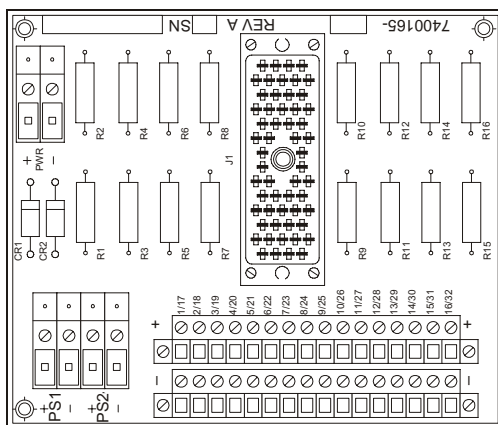 SN REV A 7400165-
R2 R4 R6 R8 R10 R12 R14 R16
+ PWR −
J1
CR1 CR2 R1 R3 R5 R7 R9 R11 R13 R15
1/17 2/18 3/19 4/20 5/21 6/22 7/23 8/24 9/25 10/26 11/27 12/28 13/29 14/30 15/31 16/32
+ +
− −
+ − + −
PS1 PS2